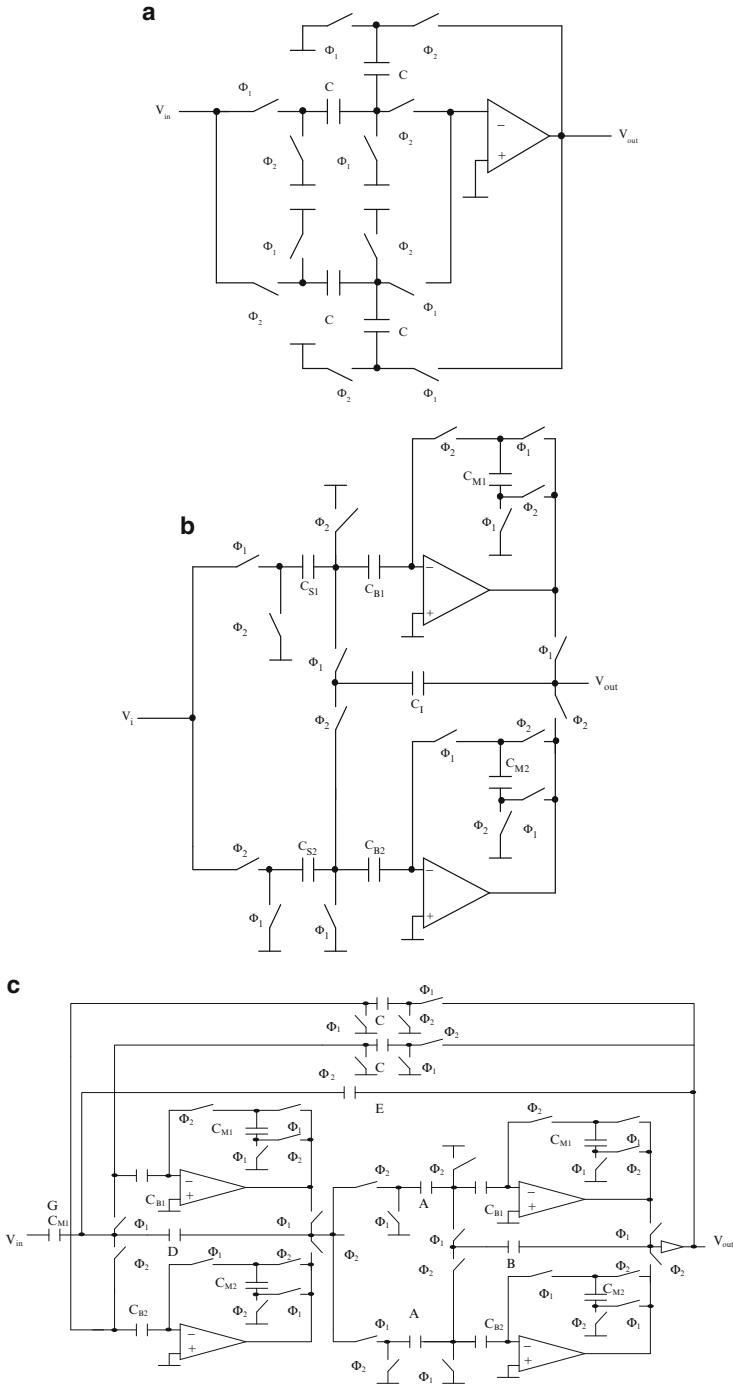 a
Φ1 Φ2
C
Φ1 C
Vin
Φ2
Vout
Φ2 Φ1
Φ1 Φ2
Φ1
Φ2 C C
Φ2 Φ1
b
Φ2 Φ1
CM1
Φ2 Φ1 Φ2
Φ1
CS1 CB1
Φ2
Φ1 Φ1
Vout
CI
Vi Φ2 Φ2
Φ2
Φ1
CM2
Φ2 CS2 CB2 Φ2 Φ1
Φ1 Φ1
c
Φ1
Φ1 C Φ2
Φ2
C Φ1
Φ2
E
Φ2 Φ2
CM1 Φ1 CM1 Φ1
Φ1 Φ2 Φ2 Φ2 Φ1 Φ2
G CB1 A CB1
CM1 Φ1 Φ1 Φ1 Φ1 Φ1
Vin D Φ2 B Vout
Φ2 Φ1 Φ2 Φ2 Φ1 Φ2 Φ2
CM2 CM2
CB2 Φ2 Φ1 Φ1 A CB2 Φ2 Φ1
Φ2 Φ1